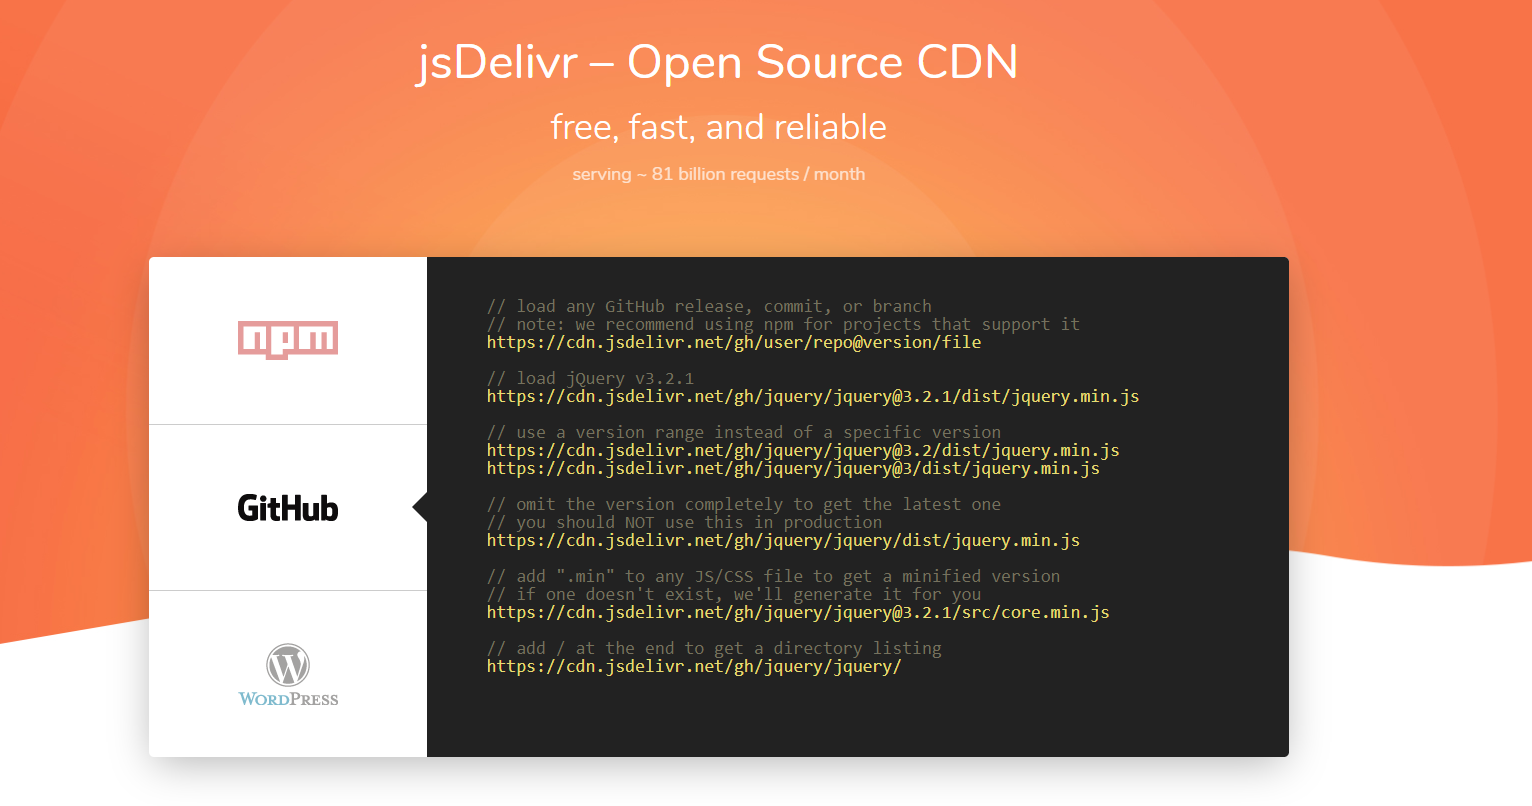 jsDelivr – Open Source CDN
free, fast, and reliable
serving ~ 81 billion requests / month
npm
GitHub
WORDPRESS
// load any GitHub release, commit, or branch
// note: we recommend using npm for projects that support it
https://cdn.jsdelivr.net/gh/user/repo@version/file
// load jQuery v3.2.1
https://cdn.jsdelivr.net/gh/jquery/jquery@3.2.1/dist/jquery.min.js
// use a version range instead of a specific version
https://cdn.jsdelivr.net/gh/jquery/jquery@3.2/dist/jquery.min.js
https://cdn.jsdelivr.net/gh/jquery/jquery@3/dist/jquery.min.js
// omit the version completely to get the latest one
// you should NOT use this in production
https://cdn.jsdelivr.net/gh/jquery/jquery/dist/jquery.min.js
// add ".min" to any JS/CSS file to get a minified version
// if one doesn't exist, we'll generate it for you
https://cdn.jsdelivr.net/gh/jquery/jquery@3.2.1/src/core.min.js
// add / at the end to get a directory listing
https://cdn.jsdelivr.net/gh/jquery/jquery/